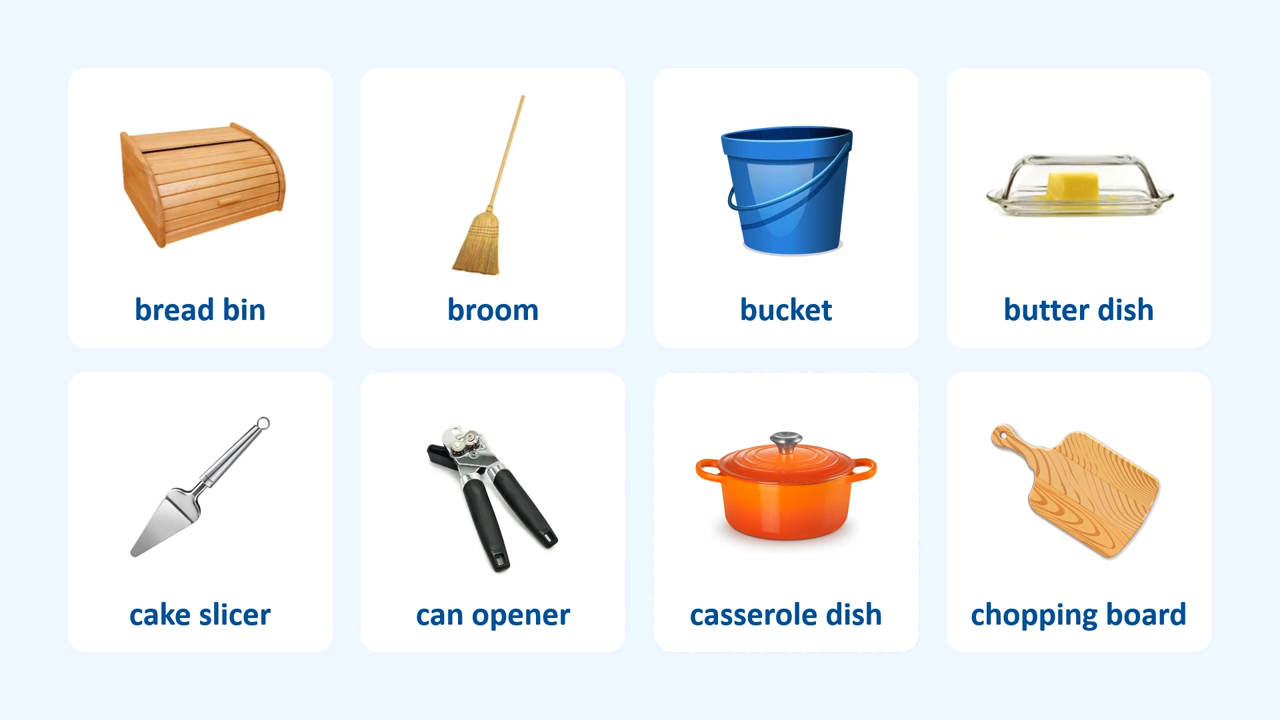 bread bin
broom
bucket
butter dish
cake slicer
can opener
casserole dish
chopping board